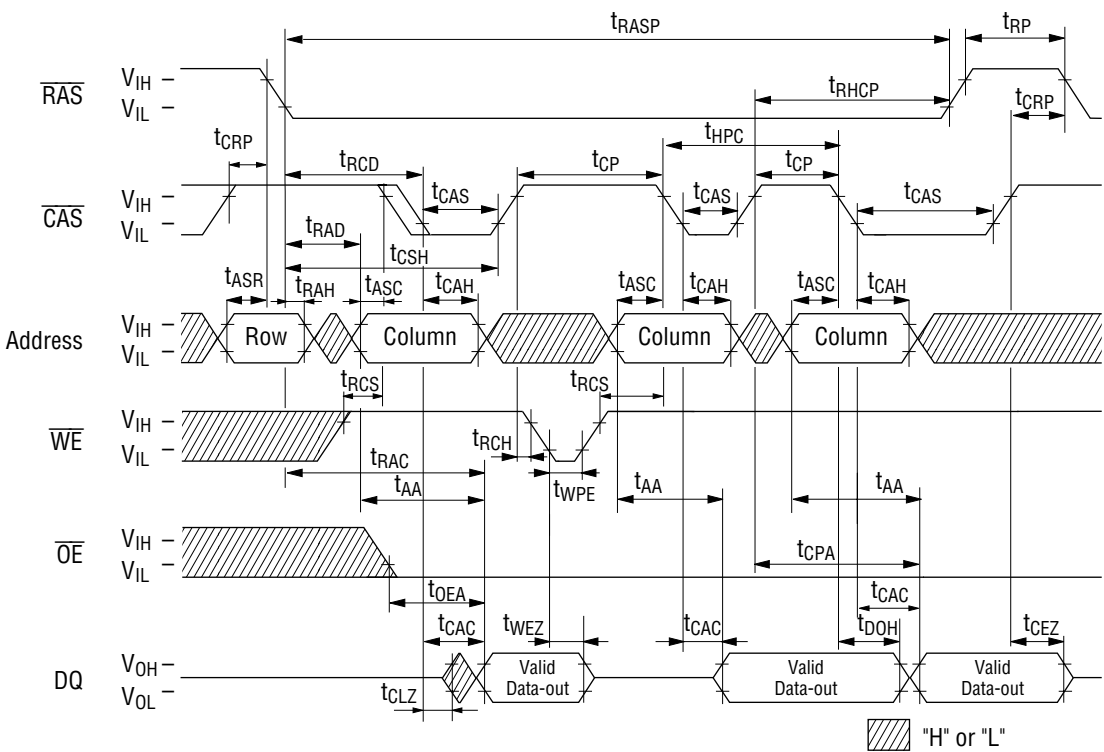 tRASP
tRP
RAS
VIH
VIL
tRHCP
tCRP
tCRP
tRCD
tCP
tHPC
tCP
CAS
VIH
VIL
tCAS
tCAS
tCAS
tRAD
tCSH
tASR
tRAH
tASC
tCAH
tASC
tCAH
tASC
tCAH
Address
VIH
VIL
Row
Column
Column
Column
tRCS
tRCS
WE
VIH
VIL
tRCH
tRAC
tWPE
tAA
tAA
tAA
OE
VIH
VIL
tCPA
tOEA
tCAC
tCAC
tWEZ
tCAC
tDOH
tCEZ
DQ
VOH
VOL
Valid
Data-out
Valid
Data-out
Valid
Data-out
tCLZ
"H" or "L"